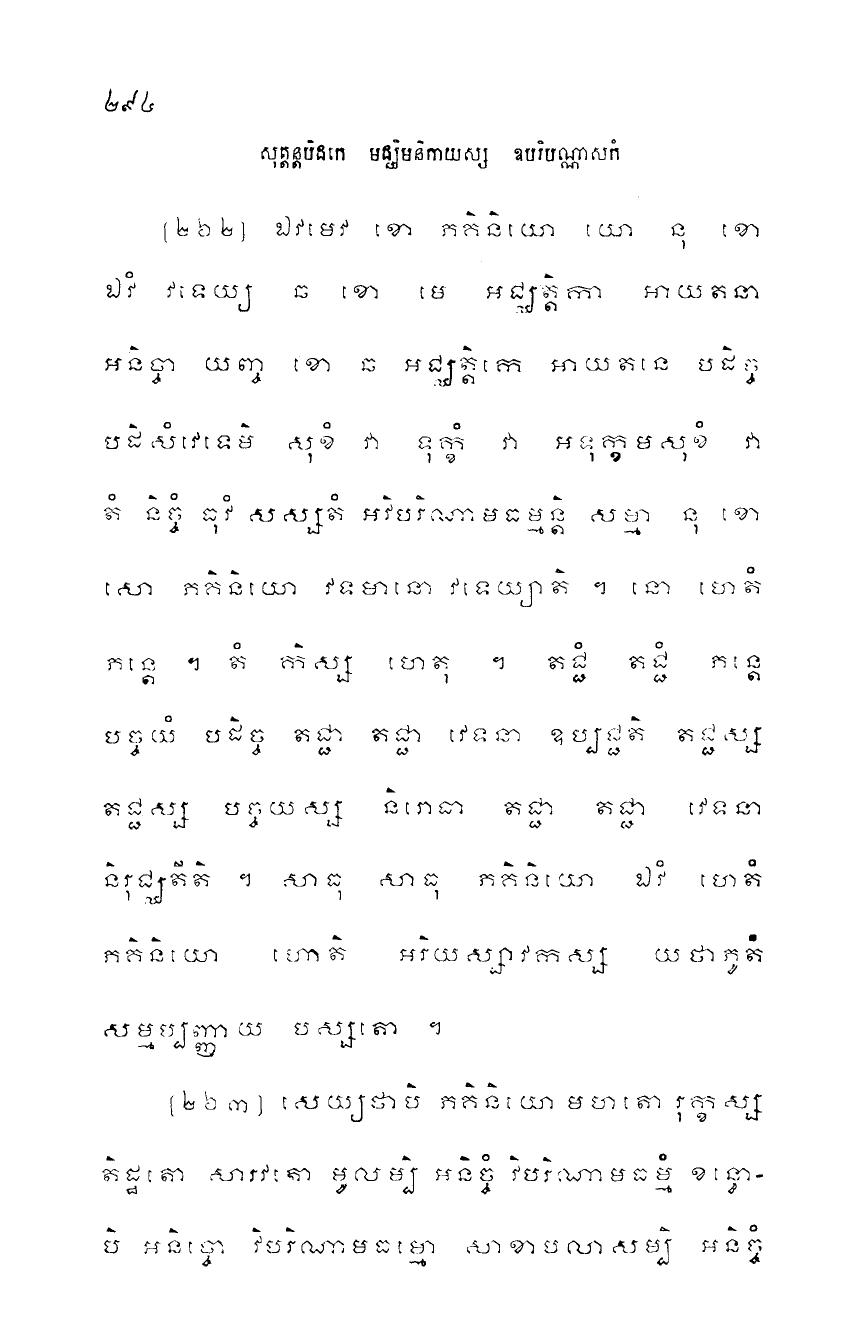 ២៩៤
សុត្តន្តបិដកេ មជ្ឈិមនិកាយស្ស ឧបរិបណ្ណាសកំ
[២៦២] ឯវមេវ ខោ ភគិនិយោ យោ នុ ខោ
ឯវំ វទេយ្យ ឆ ខោ មេ អជ្ឈត្តិកា អាយតនា
អនិច្ចា យញ្ច ខោ ឆ អជ្ឈត្តិកេ អាយតនេ បដិច្ច
បដិសំវេទេមិ សុខំ វា ទុក្ខំ វា អទុក្ខមសុខំ វា
តំ និច្ចំ ធុវំ សស្សតំ អវិបរិណាមធម្មន្តិ សម្មា នុ ខោ
សោ ភគិនិយោ វទមានោ វទេយ្យាតិ ។ នោ ហេតំ
ភន្តេ ។ តំ កិស្ស ហេតុ ។ តជ្ជំ តជ្ជំ ភន្តេ
បច្ចយំ បដិច្ច តជ្ជា តជ្ជា វេទនា ឧប្បជ្ជតិ តជ្ជស្ស
តជ្ជស្ស បច្ចយស្ស និរោធា តជ្ជា តជ្ជា វេទនា
និរុជ្ឈតីតិ ។ សាធុ សាធុ ភគិនិយោ ឯវំ ហេតំ
ភគិនិយោ ហោតិ អរិយស្សាវកស្ស យថាភូតំ
សម្មប្បញ្ញាយ បស្សតោ ។
[២៦៣] សេយ្យថាបិ ភគិនិយោ មហតោ រុក្ខស្ស
តិដ្ឋតោ សារវតោ មូលម្បិ អនិច្ចំ វិបរិណាមធម្មំ ខន្ធោ-
បិ អនិច្ចោ វិបរិណាមធម្មោ សាខាបលាសម្បិ អនិច្ចំ